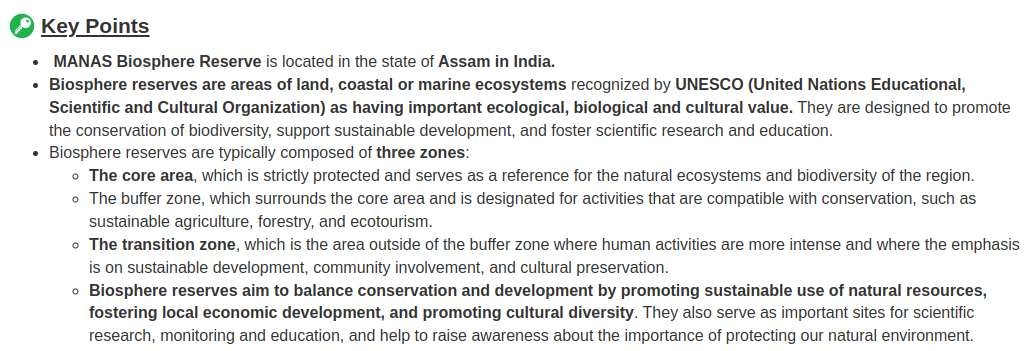 Key Points
MANAS Biosphere Reserve is located in the state of Assam in India.
Biosphere reserves are areas of land, coastal or marine ecosystems recognized by UNESCO (United Nations Educational,
Scientific and Cultural Organization) as having important ecological, biological and cultural value. They are designed to promote
the conservation of biodiversity, support sustainable development, and foster scientific research and education.
Biosphere reserves are typically composed of three zones:
The core area, which is strictly protected and serves as a reference for the natural ecosystems and biodiversity of the region.
The buffer zone, which surrounds the core area and is designated for activities that are compatible with conservation, such as
sustainable agriculture, forestry, and ecotourism.
The transition zone, which is the area outside of the buffer zone where human activities are more intense and where the emphasis
is on sustainable development, community involvement, and cultural preservation.
Biosphere reserves aim to balance conservation and development by promoting sustainable use of natural resources,
fostering local economic development, and promoting cultural diversity. They also serve as important sites for scientific
research, monitoring and education, and help to raise awareness about the importance of protecting our natural environment.